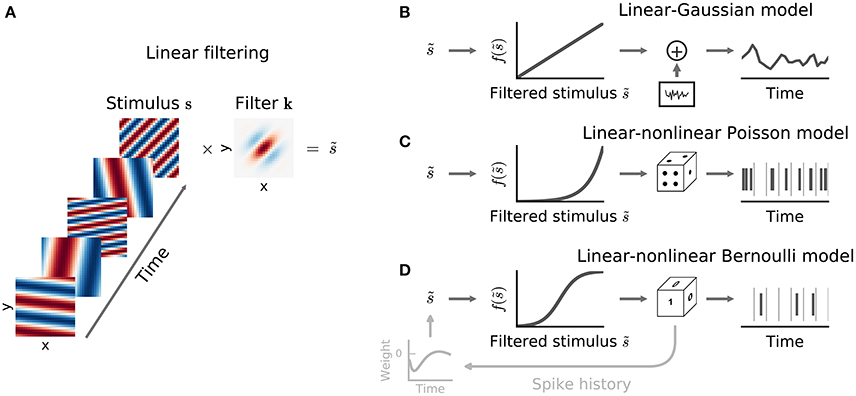 A
Linear filtering
Stimulus s
Filter k
×
y
= s̃
x
Time
y
x
B
Linear-Gaussian model
s̃
f(s̃)
+
Filtered stimulus s̃
Time
C
Linear-nonlinear Poisson model
s̃
f(s̃)
Filtered stimulus s̃
Time
D
Linear-nonlinear Bernoulli model
s̃
f(s̃)
0
1
0
Filtered stimulus s̃
Time
Weight
0
Time
Spike history